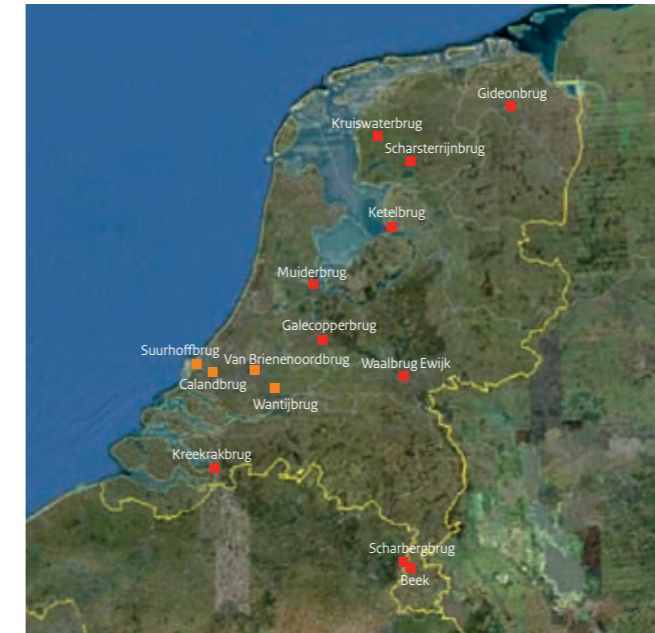 Gideonbrug
Kruiswaterbrug
Scharsterrijnbrug
Ketelbrug
Muiderbrug
Galecopperbrug
Suurhoffbrug
Van Brienenoordbrug
Waalbrug Ewijk
Calandbrug
Wantijbrug
Kreekrakbrug
Scharbergbrug
Beek